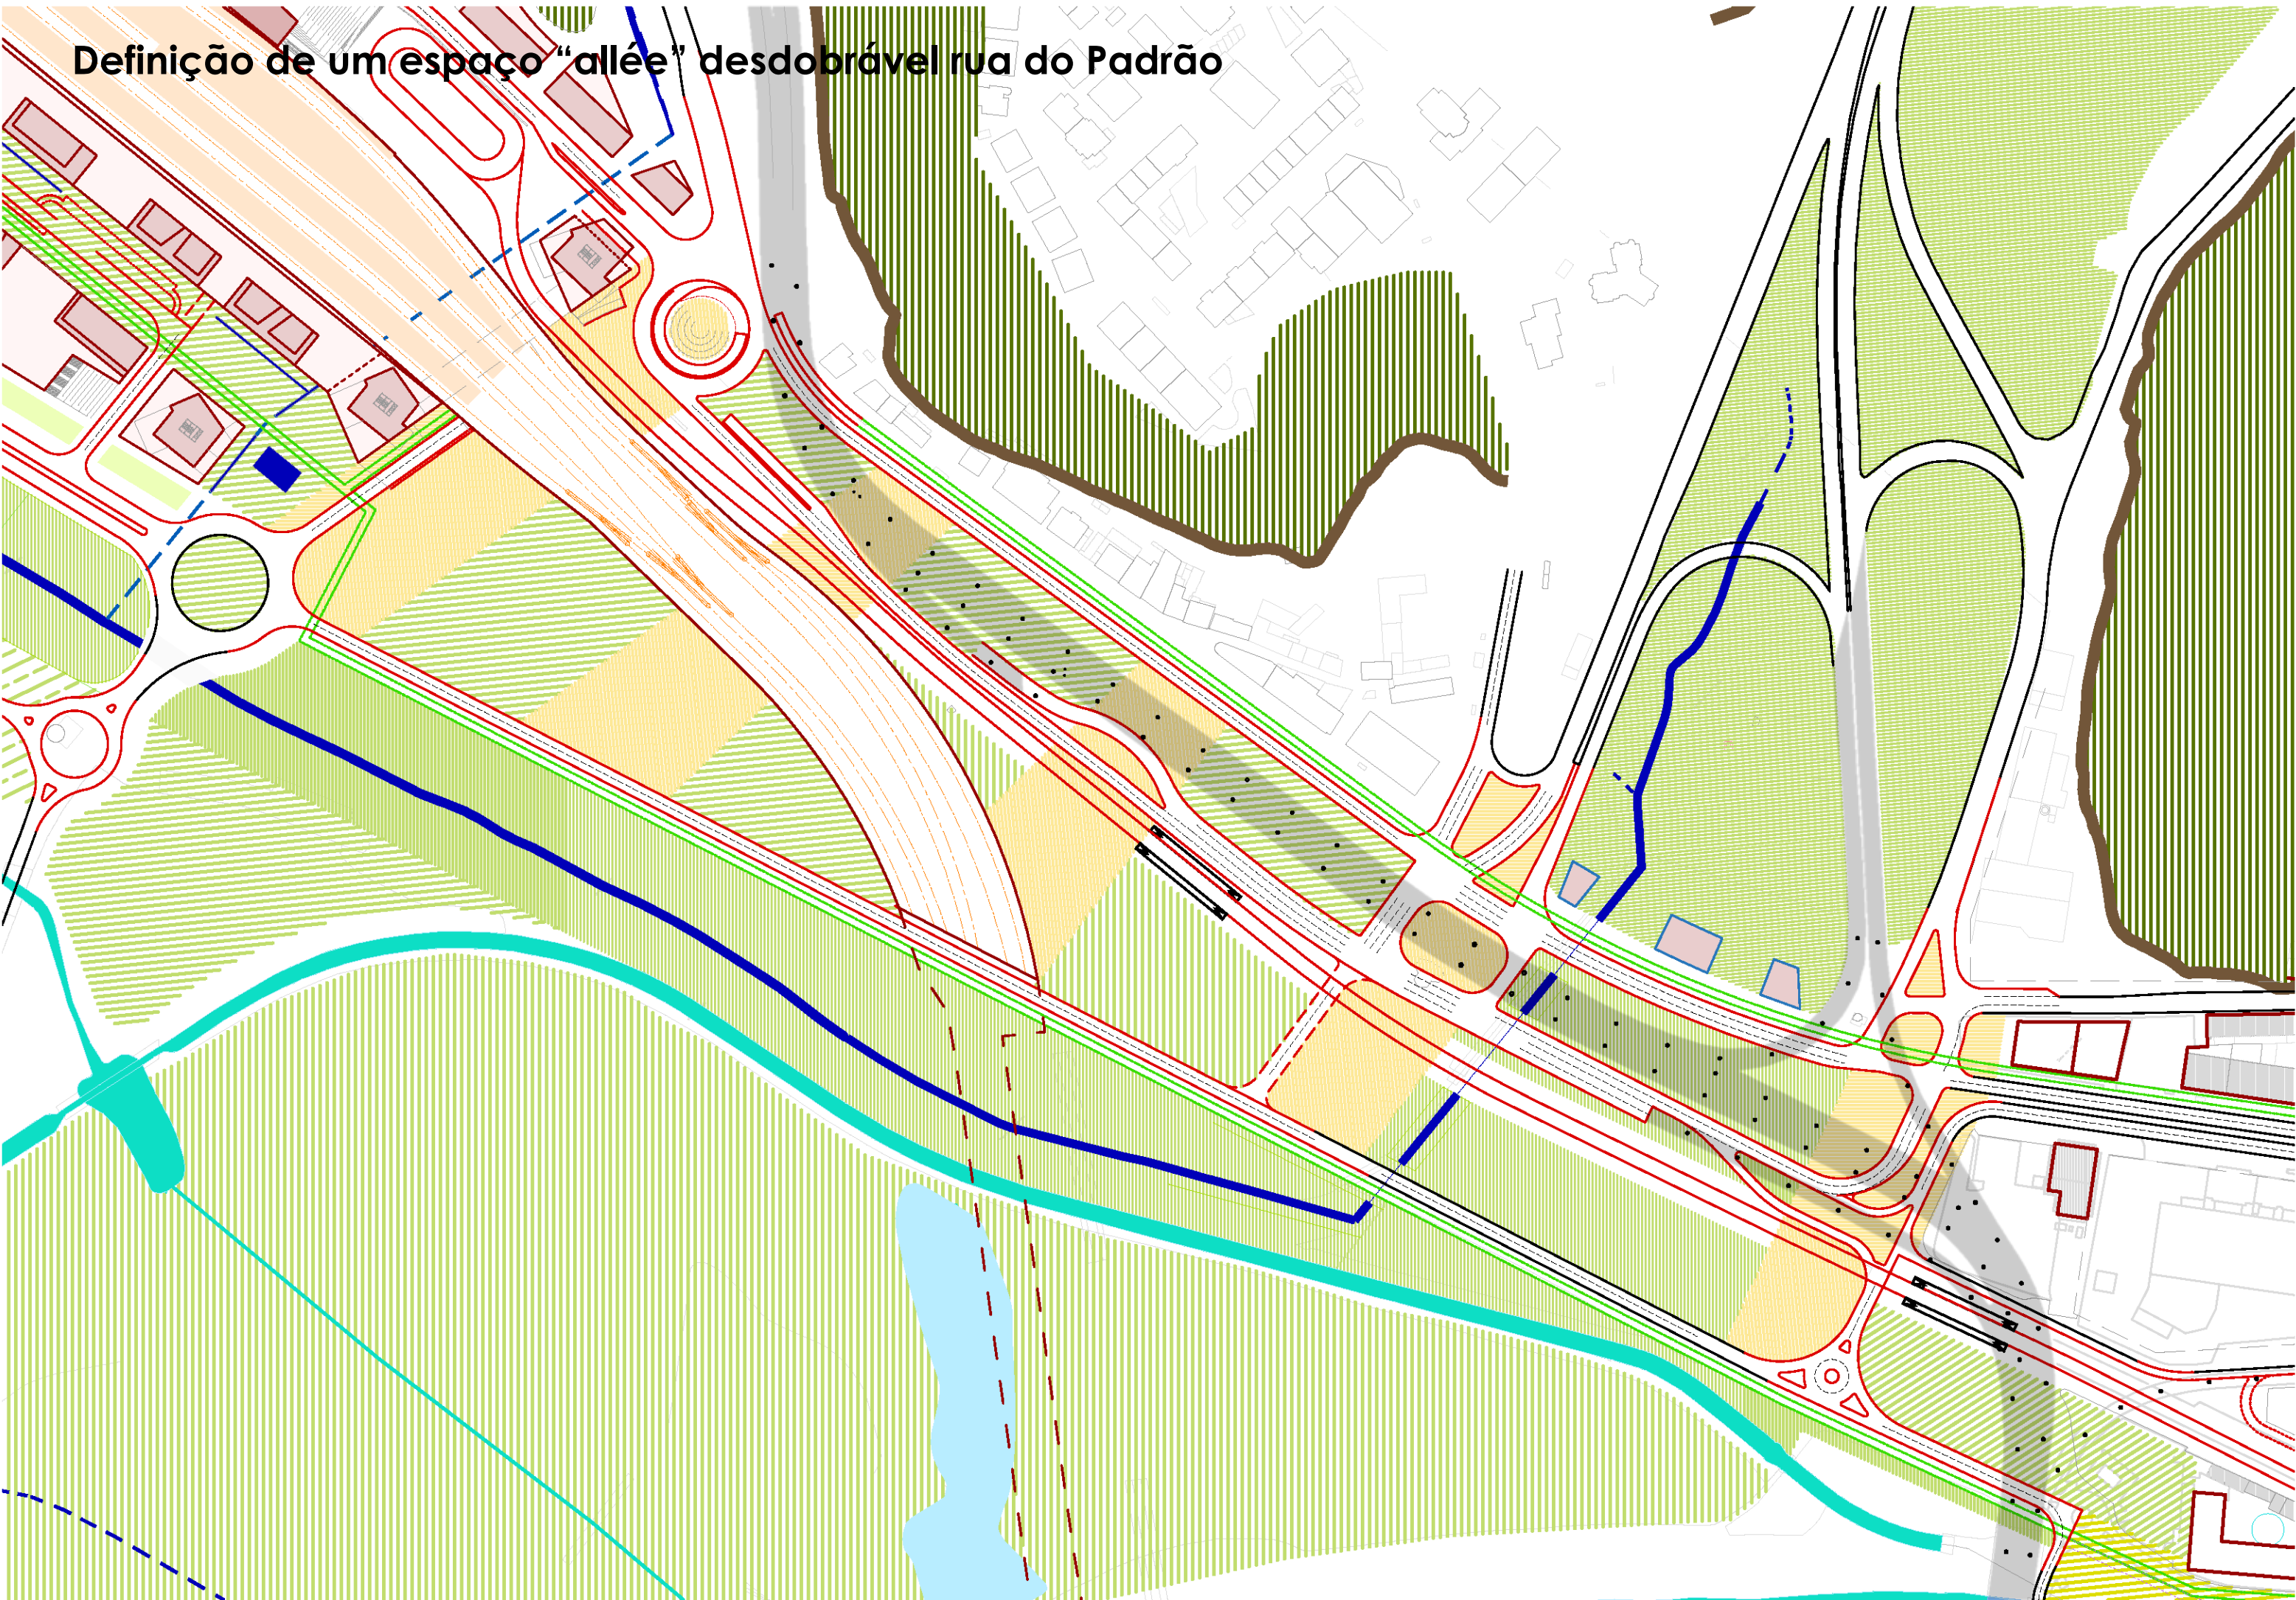 Definição de um espaço “allée” desdobrável rua do Padrão